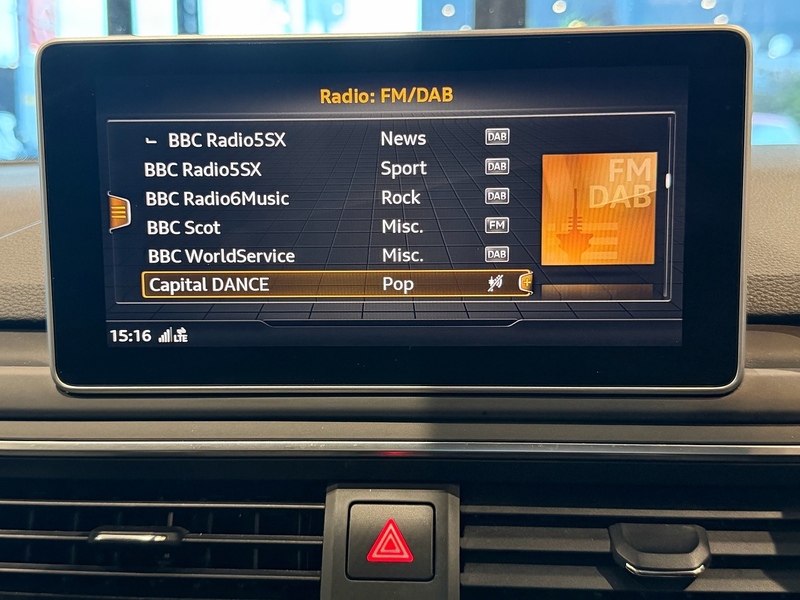 Radio: FM/DAB
BBC Radio5SX News DAB
BBC Radio5SX Sport DAB
BBC Radio6Music Rock DAB
BBC Scot Misc. FM
BBC WorldService Misc. DAB
Capital DANCE Pop
FM
DAB
15:16 LTE